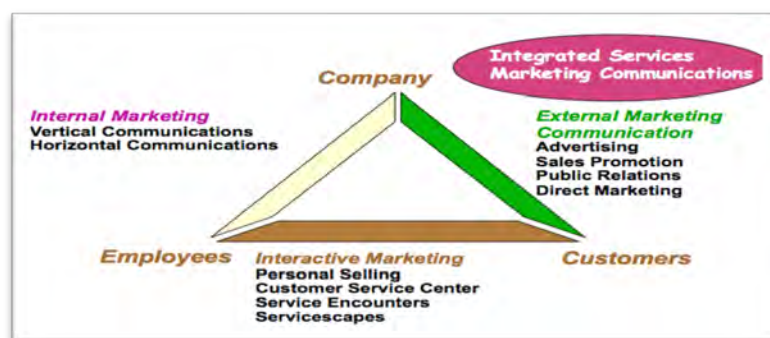 Integrated Services
Marketing Communications
Company
Internal Marketing
Vertical Communications
Horizontal Communications
External Marketing
Communication
Advertising
Sales Promotion
Public Relations
Direct Marketing
Employees
Interactive Marketing
Personal Selling
Customer Service Center
Service Encounters
Servicescapes
Customers